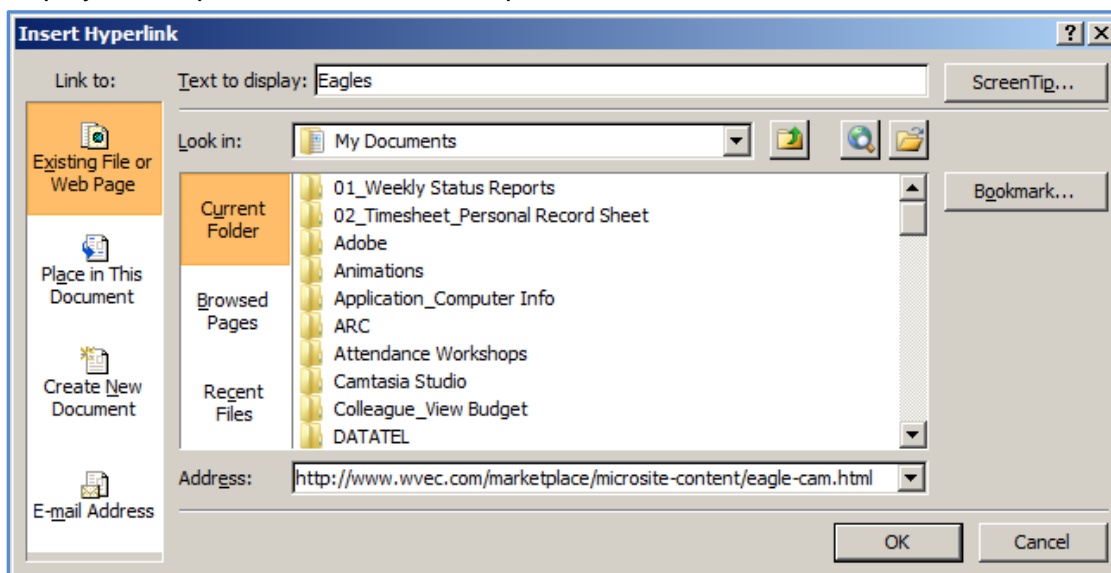 Insert Hyperlink
Link to:
Text to display: Eagles
ScreenTip...
Existing File or
Web Page
Look in:
My Documents
Bookmark...
Current
Folder
01_Weekly Status Reports
02_Timesheet_Personal Record Sheet
Adobe
Animations
Application_Computer Info
ARC
Attendance Workshops
Camtasia Studio
Colleague_View Budget
DATATEL
Place in This
Document
Browsed
Pages
Create New
Document
Recent
Files
E-mail Address
Address: http://www.wvec.com/marketplace/microsite-content/eagle-cam.html
OK
Cancel